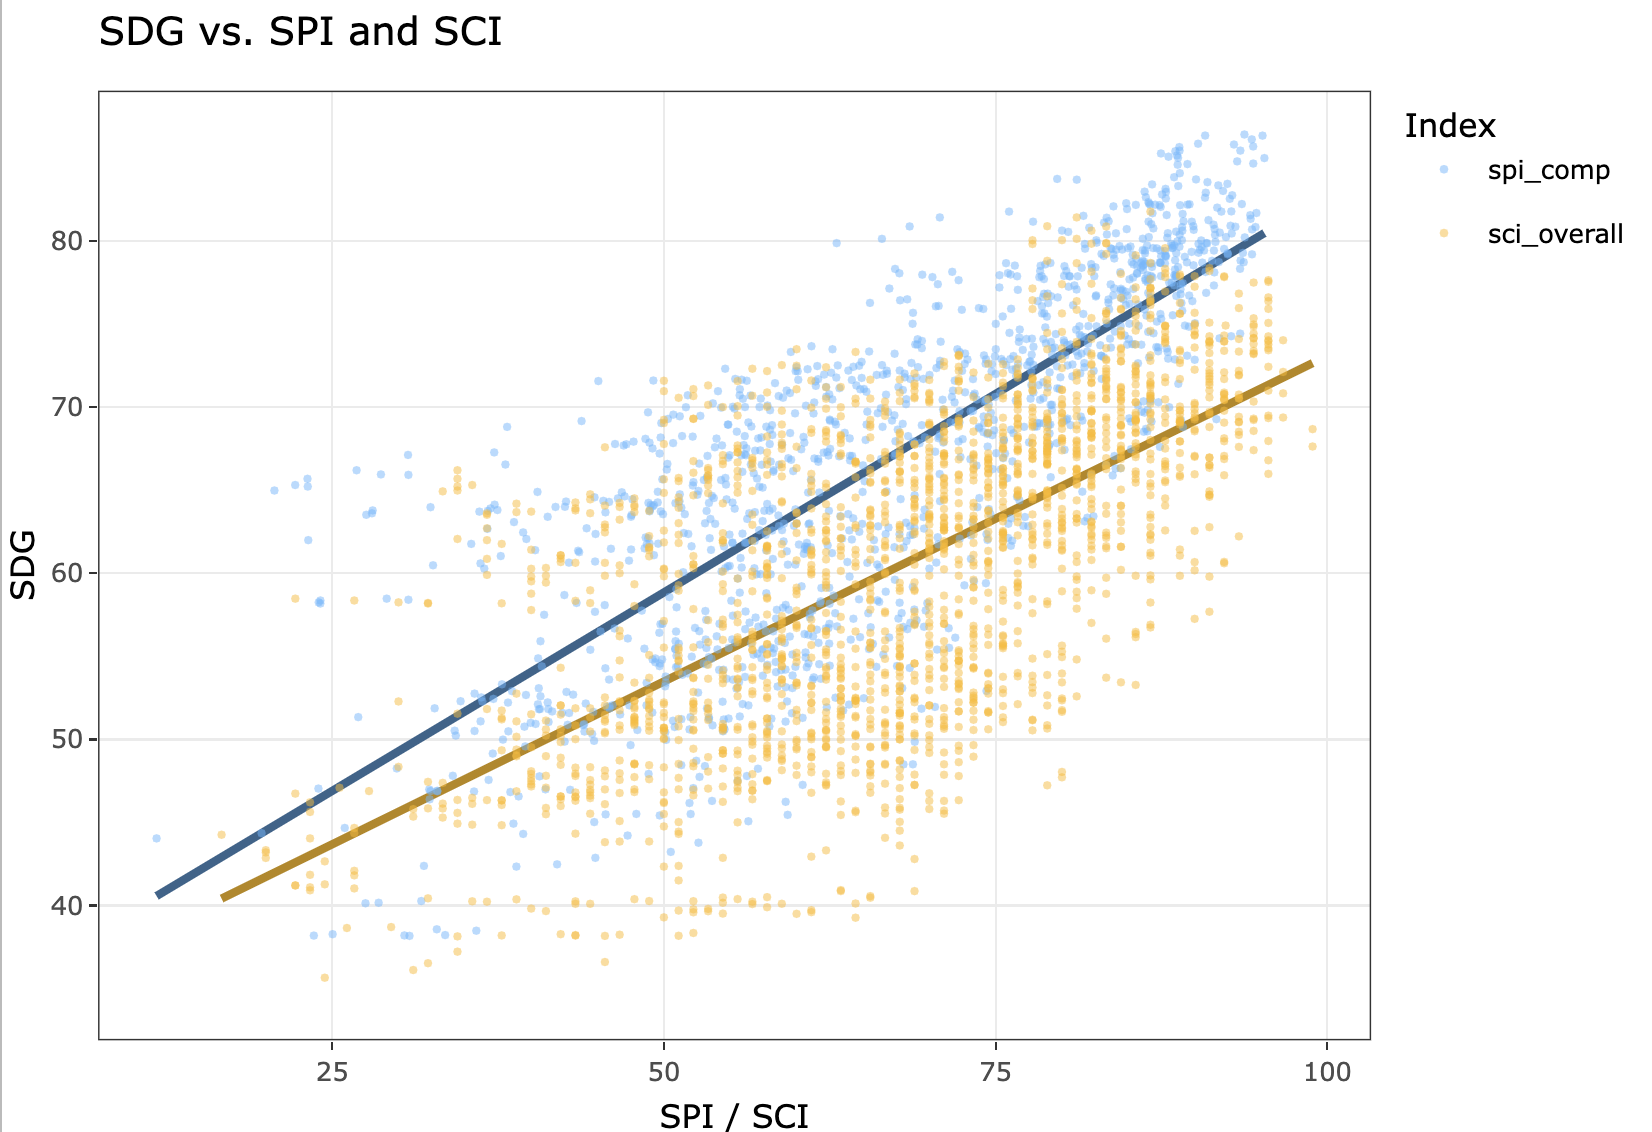 SDG vs. SPI and SCI
Index
spi_comp
sci_overall
SDG
80
70
60
50
40
25 50 75 100
SPI / SCI